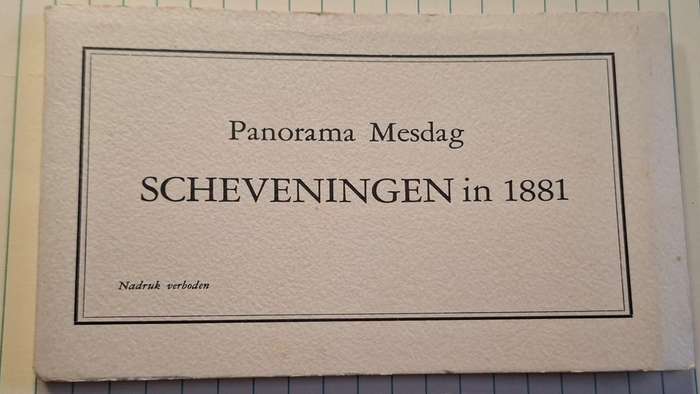 Panorama Mesdag
SCHEVENINGEN in 1881
Nadruk verboden